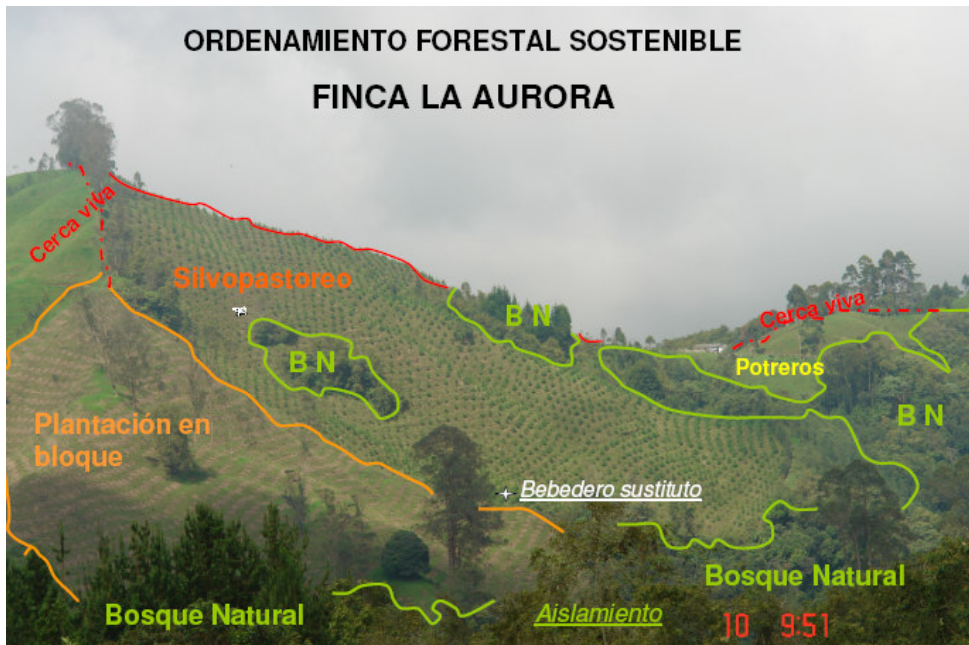 ORDENAMIENTO FORESTAL SOSTENIBLE
FINCA LA AURORA
Cerca viva
Silvopastoreo
B N
Cerca viva
B N
Potreros
B N
Plantación en
bloque
Bebedero sustituto
Bosque Natural
Bosque Natural
Aislamiento
10 9:51